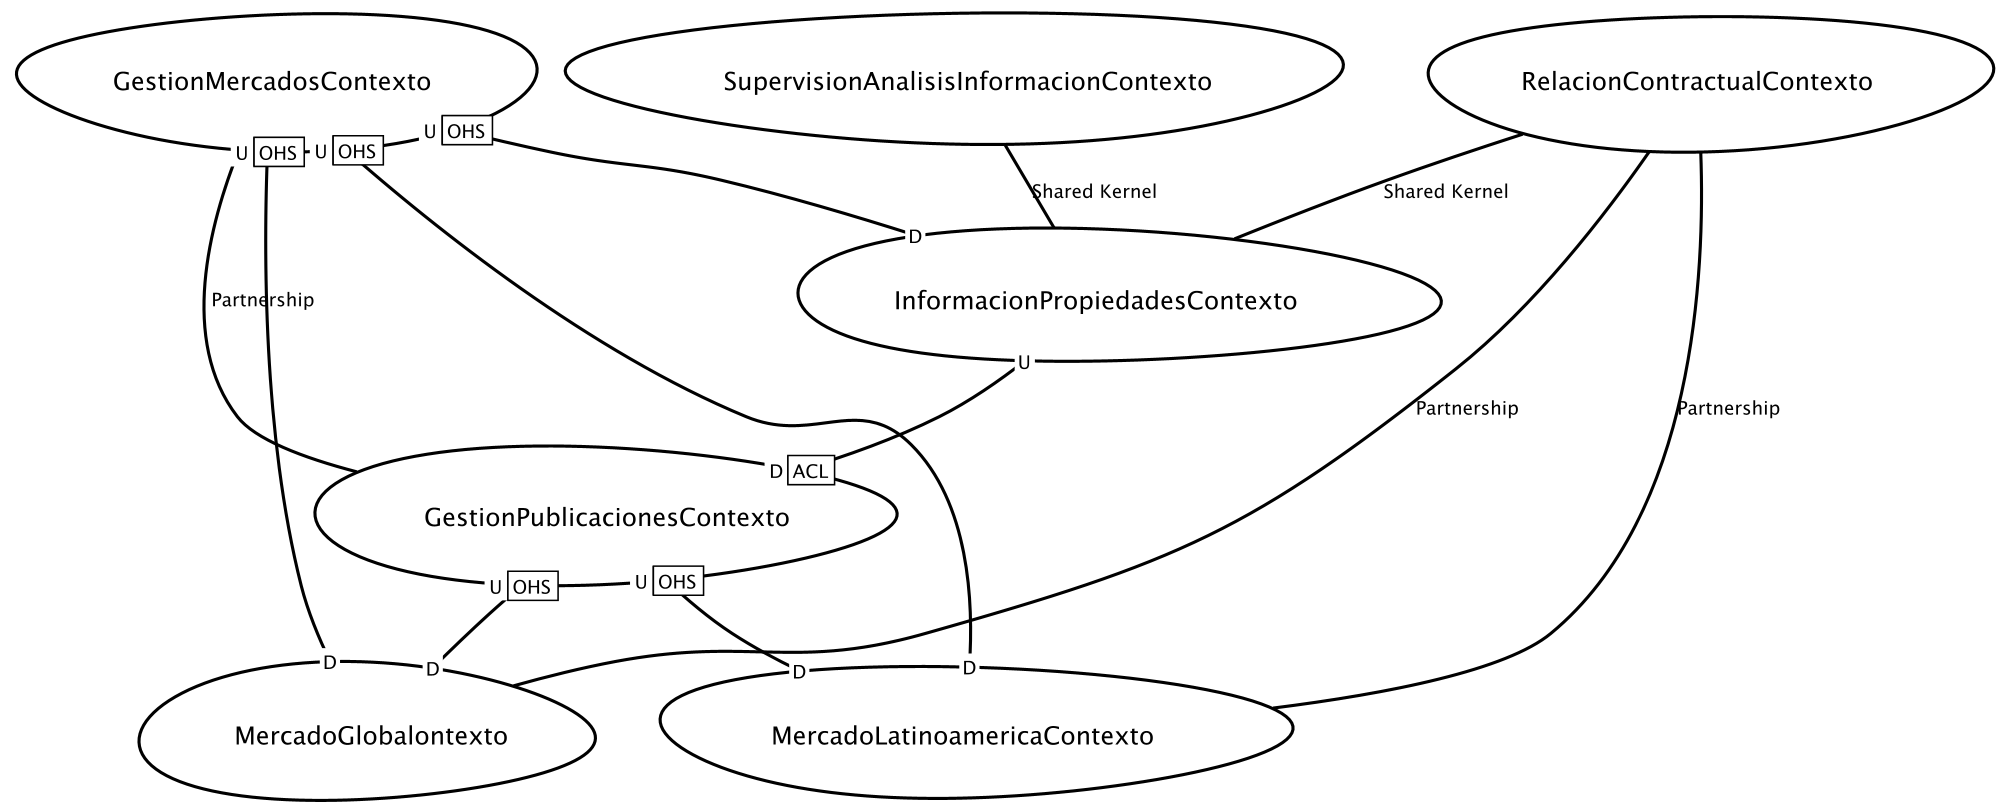 GestionMercadosContexto
SupervisionAnalisisInformacionContexto
RelacionContractualContexto
U OHS
U OHS
U OHS
Shared Kernel
Shared Kernel
D
Partnership
InformacionPropiedadesContexto
U
Partnership
Partnership
D ACL
GestionPublicacionesContexto
U OHS
U OHS
D
D
D
D
MercadoGlobalontexto
MercadoLatinoamericaContexto